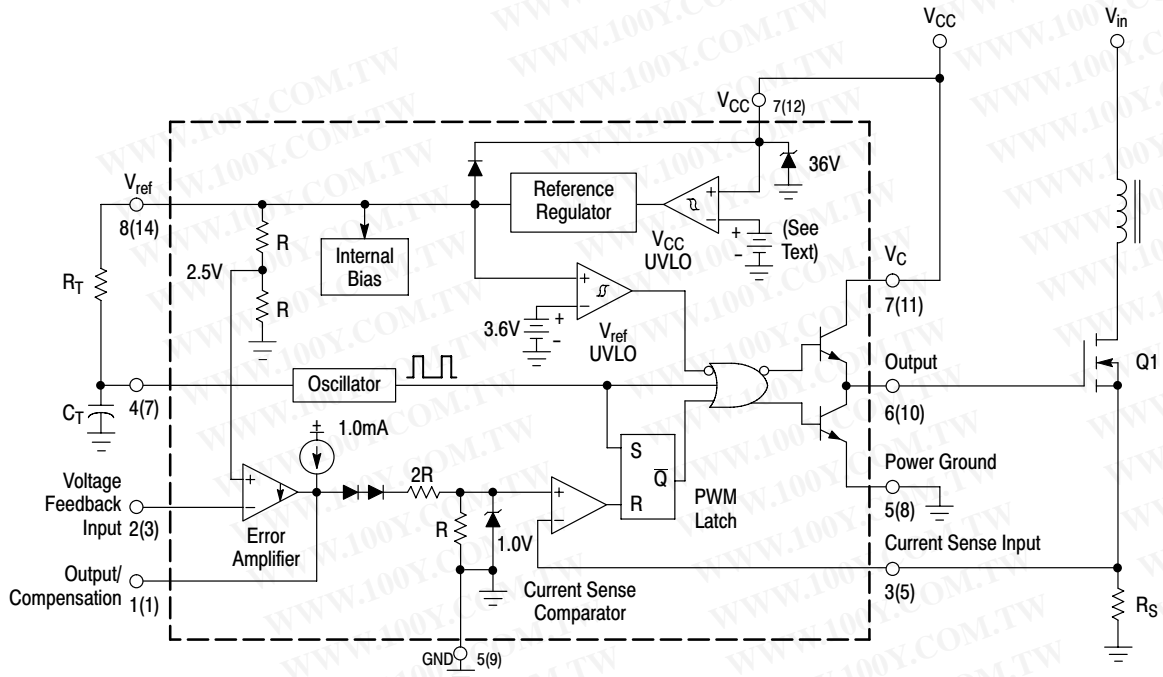 VCC
Vin
VCC 7(12)
36V
Vref
8(14)
Reference
Regulator
+
−
+
-
(See
Text)
VCC
UVLO
R
Internal
Bias
2.5V
R
RT
VC
7(11)
+
−
3.6V
+
-
Vref
UVLO
Output
6(10)
Q1
Oscillator
4(7)
CT
1.0mA
S
Q
R
PWM
Latch
Power Ground
5(8)
Voltage
Feedback
Input
2(3)
+
−
Error
Amplifier
2R
R
1.0V
+
−
Current Sense
Comparator
Current Sense Input
3(5)
RS
Output/
Compensation
1(1)
GND 5(9)
WWW.100Y.COM.TW